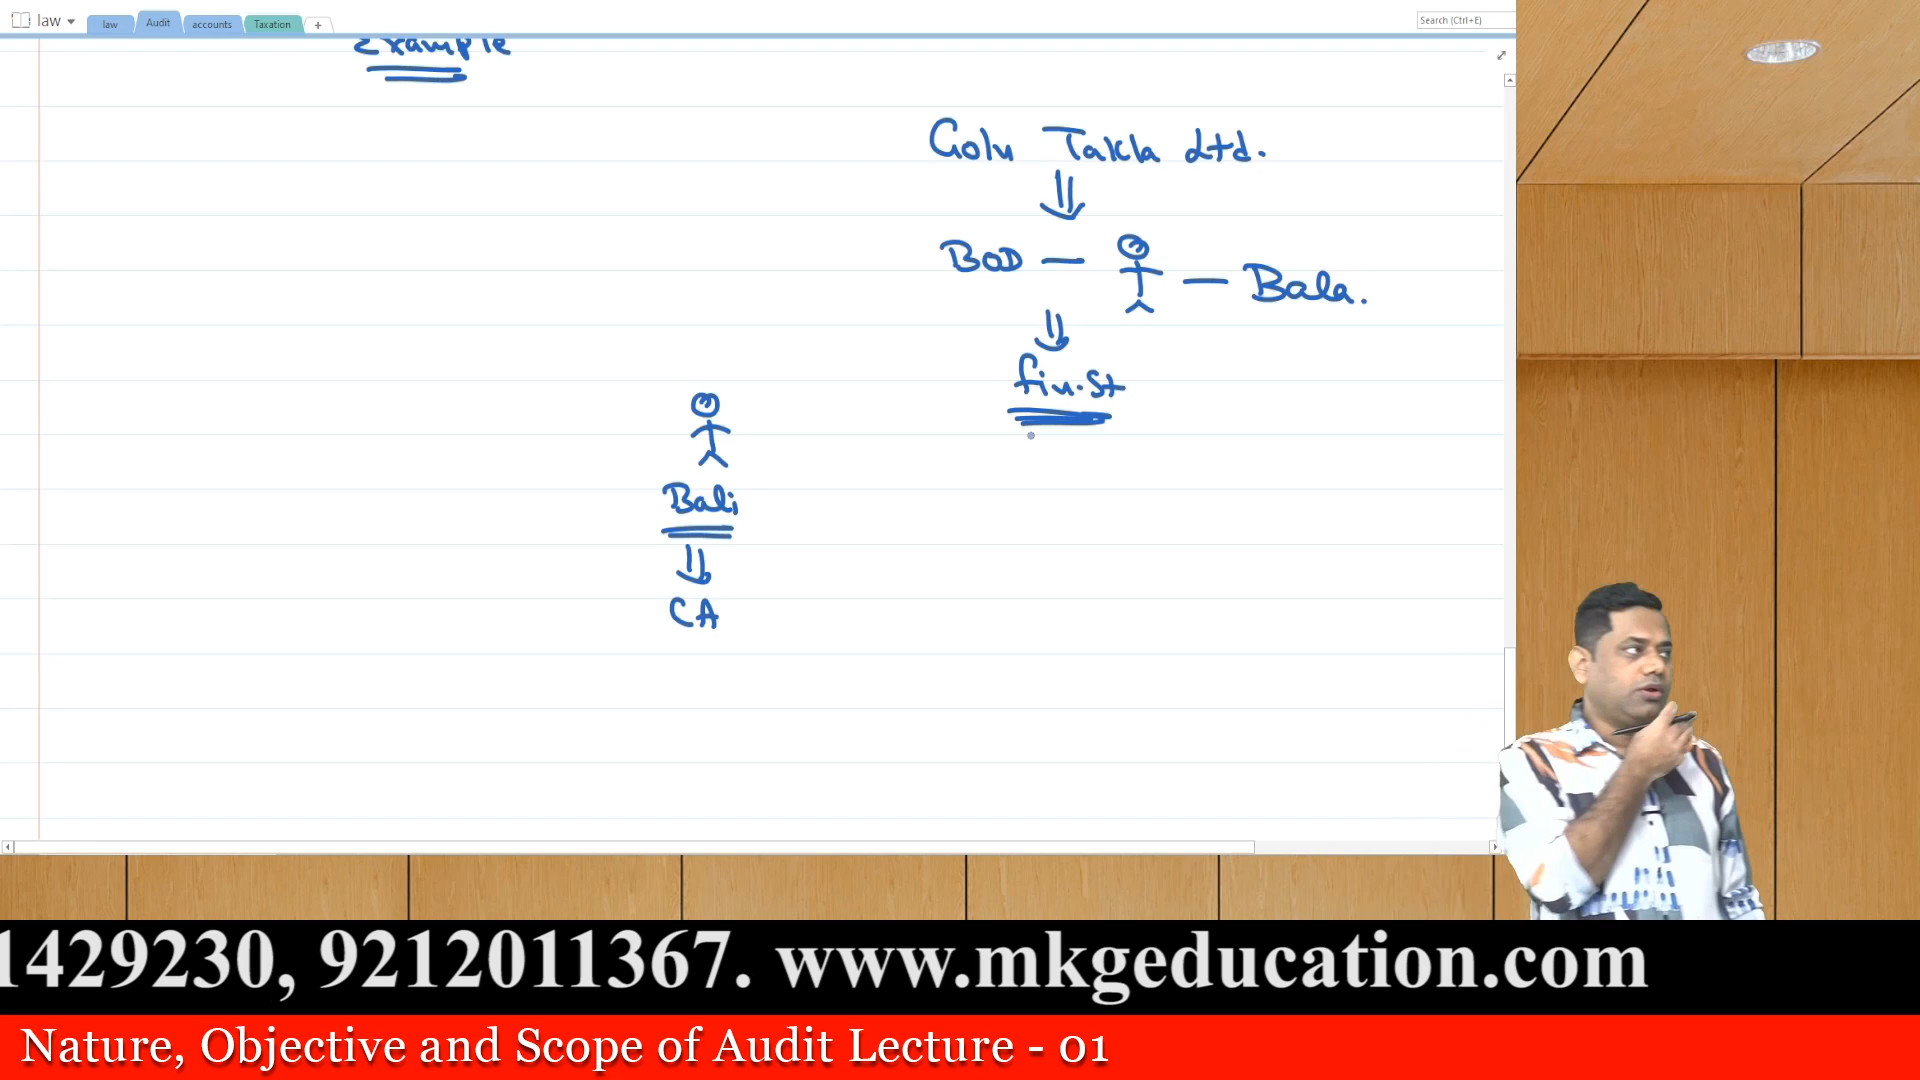 law
law Audit accounts Taxation +
Search (Ctrl+E)
Example
Golu Takla Ltd.
BOD — — Bala.
fin.St
Bali
CA
1429230, 9212011367. www.mkgeducation.com
Nature, Objective and Scope of Audit Lecture - 01